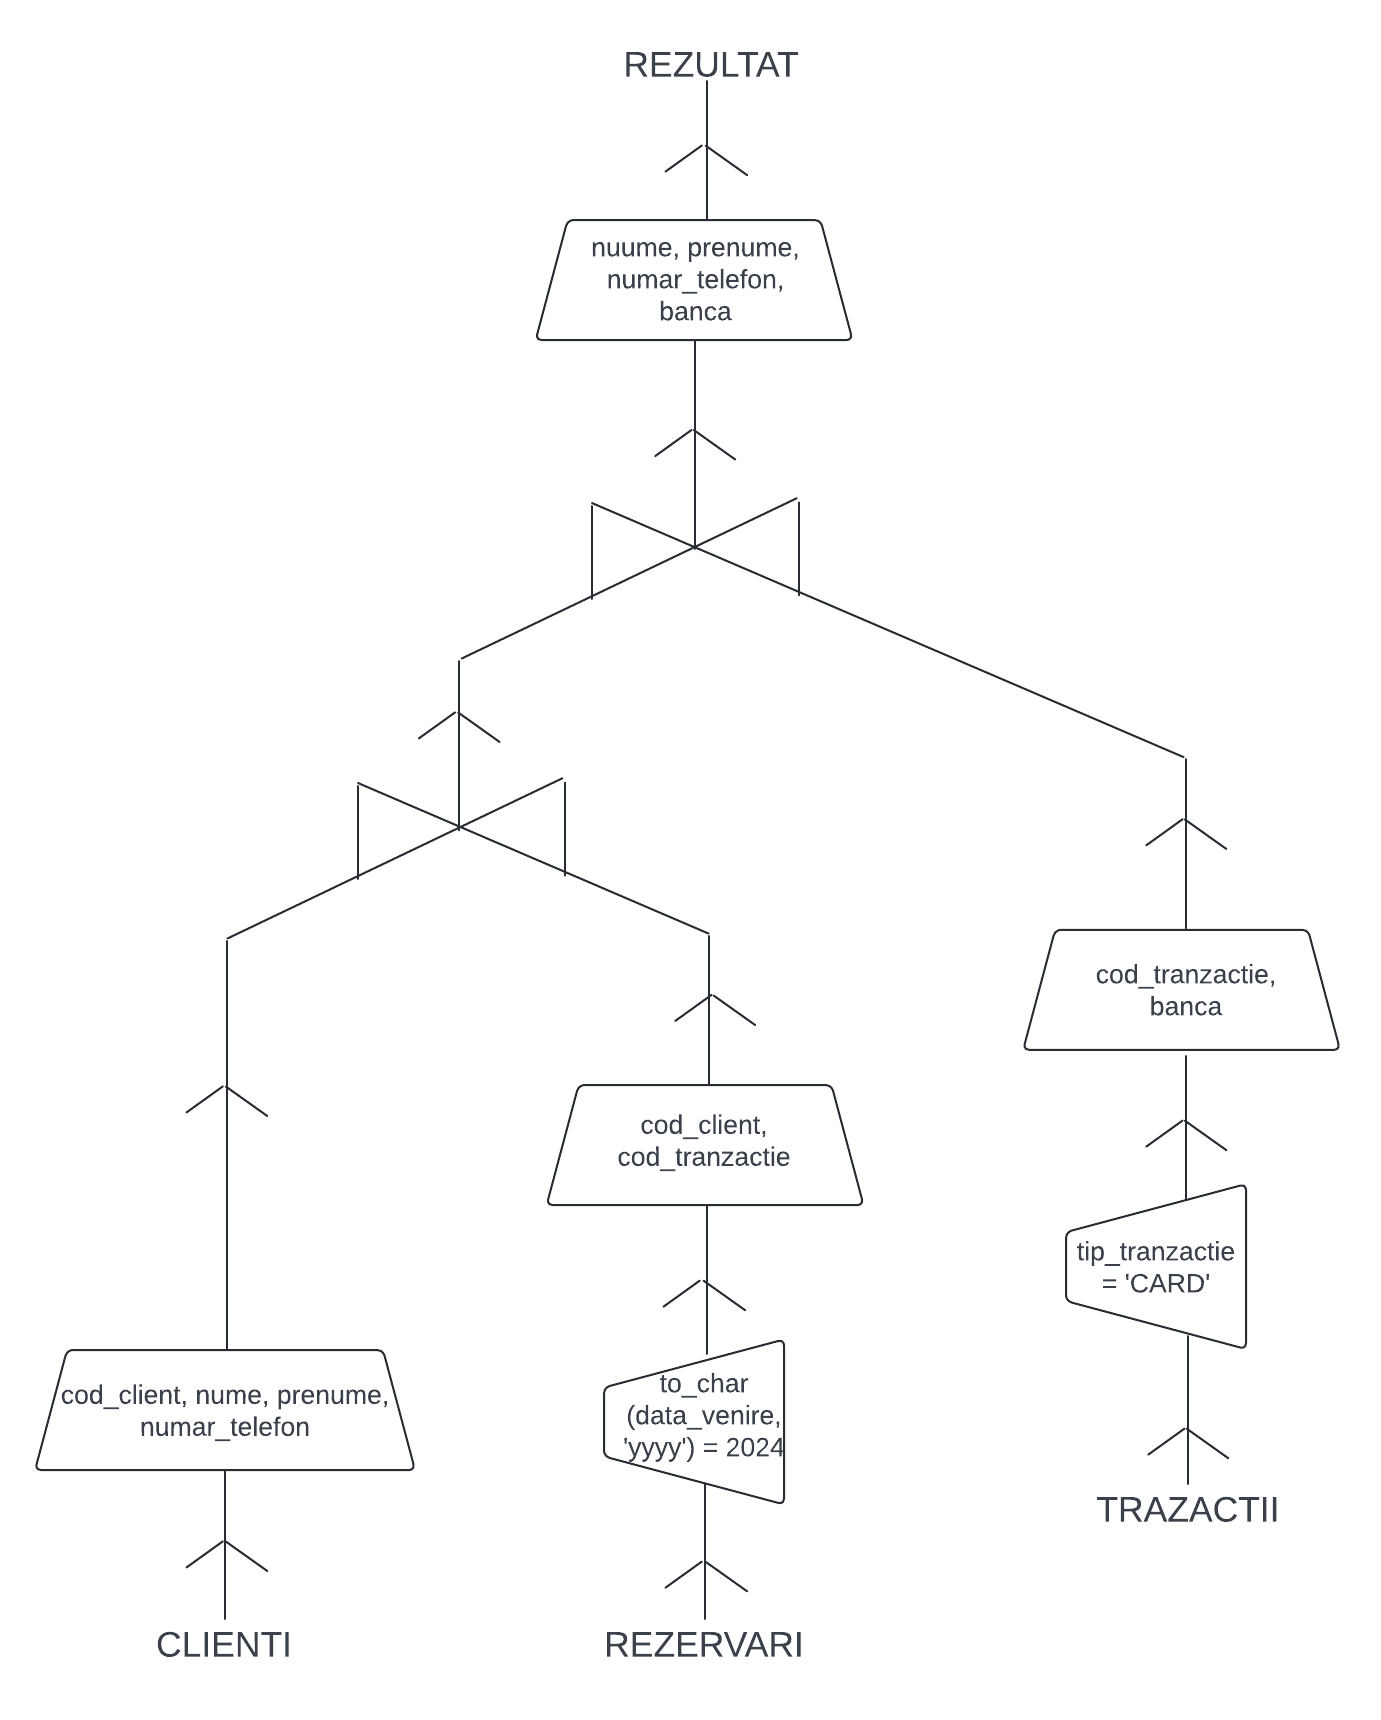 REZULTAT
nuume, prenume,
numar_telefon,
banca
cod_tranzactie,
banca
cod_client,
cod_tranzactie
tip_tranzactie
= 'CARD'
cod_client, nume, prenume,
numar_telefon
to_char
(data_venire,
'yyyy') = 2024
TRAZACTII
CLIENTI
REZERVARI